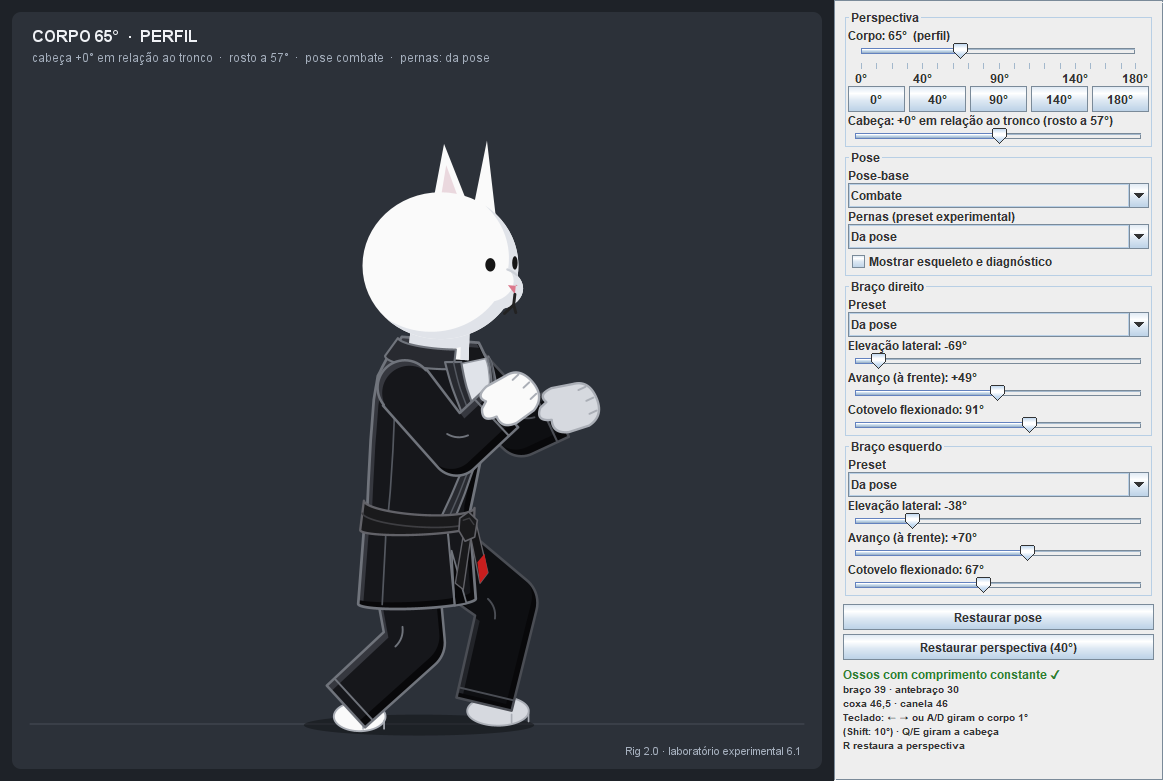 CORPO 65° · PERFIL
cabeça +0° em relação ao tronco · rosto a 57° · pose combate · pernas: da pose
Rig 2.0 · laboratório experimental 6.1
Perspectiva
Corpo: 65° (perfil)
0° 40° 90° 140° 180°
0° 40° 90° 140° 180°
Cabeça: +0° em relação ao tronco (rosto a 57°)
Pose
Pose-base
Combate
Pernas (preset experimental)
Da pose
Mostrar esqueleto e diagnóstico
Braço direito
Preset
Da pose
Elevação lateral: -69°
Avanço (à frente): +49°
Cotovelo flexionado: 91°
Braço esquerdo
Preset
Da pose
Elevação lateral: -38°
Avanço (à frente): +70°
Cotovelo flexionado: 67°
Restaurar pose
Restaurar perspectiva (40°)
Ossos com comprimento constante ✓
braço 39 · antebraço 30
coxa 46,5 · canela 46
Teclado: ← → ou A/D giram o corpo 1°
(Shift: 10°) · Q/E giram a cabeça
R restaura a perspectiva